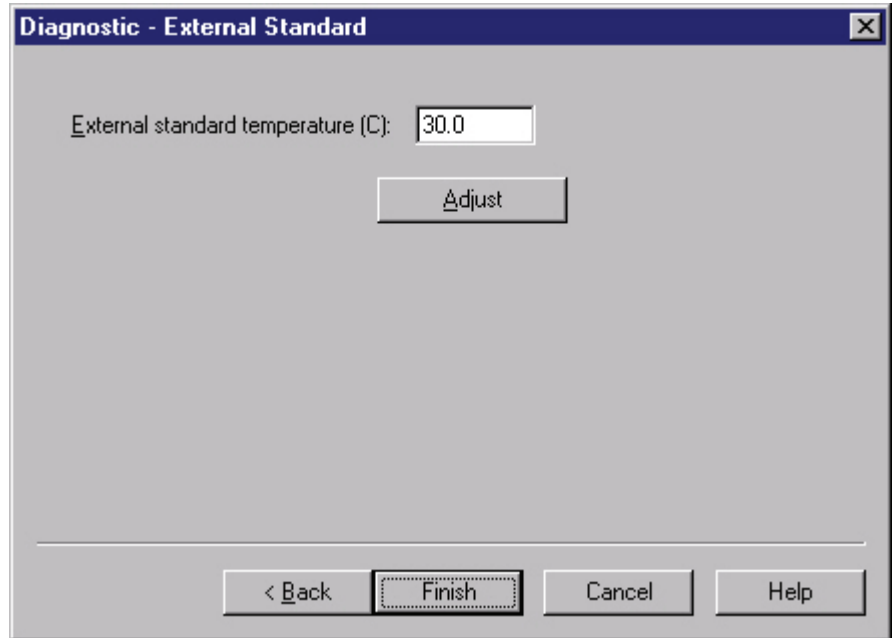 Diagnostic - External Standard
External standard temperature (C): 30.0
Adjust
< Back Finish Cancel Help